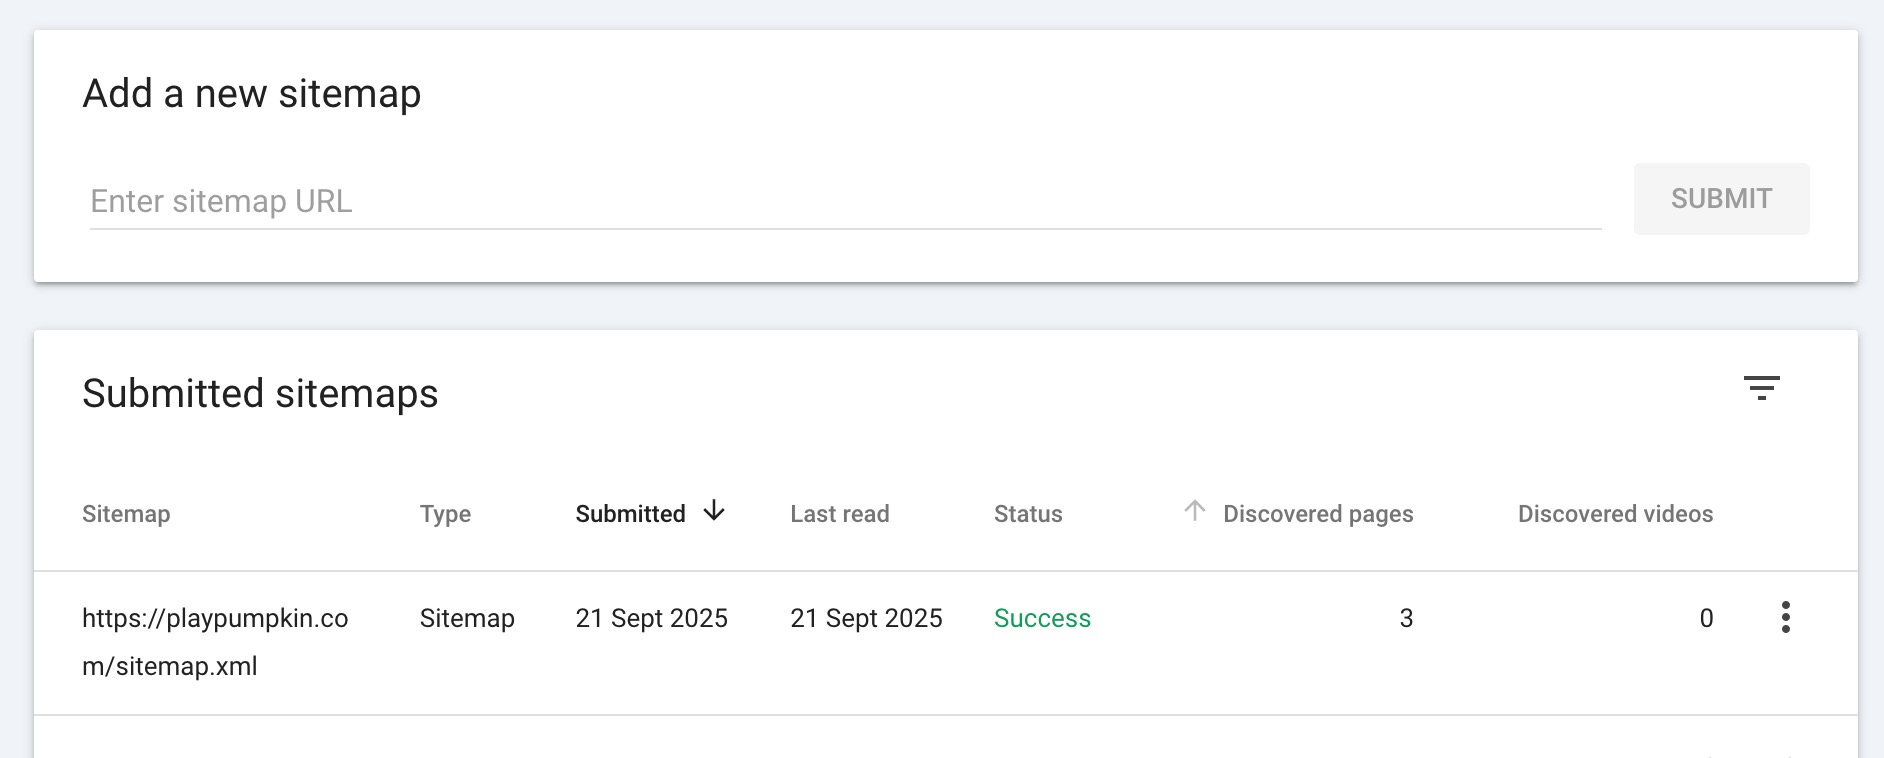 Add a new sitemap
Enter sitemap URL
SUBMIT
Submitted sitemaps
Sitemap Type Submitted Last read Status Discovered pages Discovered videos
https://playpumpkin.co Sitemap 21 Sept 2025 21 Sept 2025 Success 3 0
m/sitemap.xml